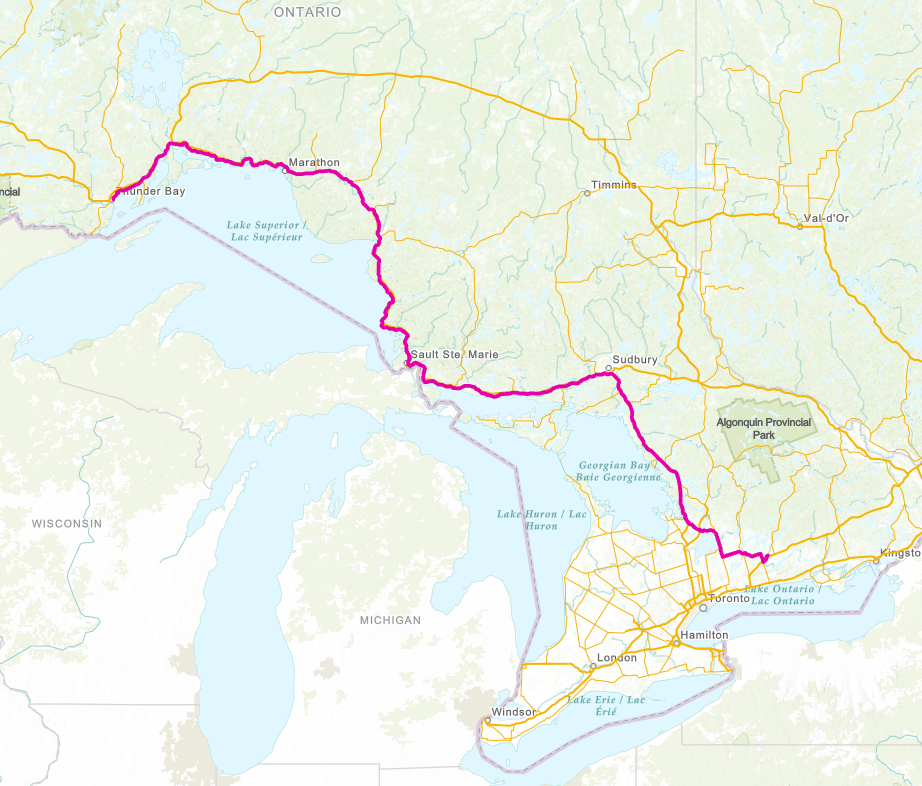 ONTARIO
Marathon
Thunder Bay
ncial
Timmins
Lake Superior /
Lac Supérieur
Val-d'Or
Sault Ste. Marie
Sudbury
Algonquin Provincial
Park
Georgian Bay /
Baie Georgienne
WISCONSIN
Lake Huron / Lac
Huron
Kingsto
Lake Ontario /
Lac Ontario
Toronto
MICHIGAN
Hamilton
London
Lake Erie / Lac
Érié
Windsor